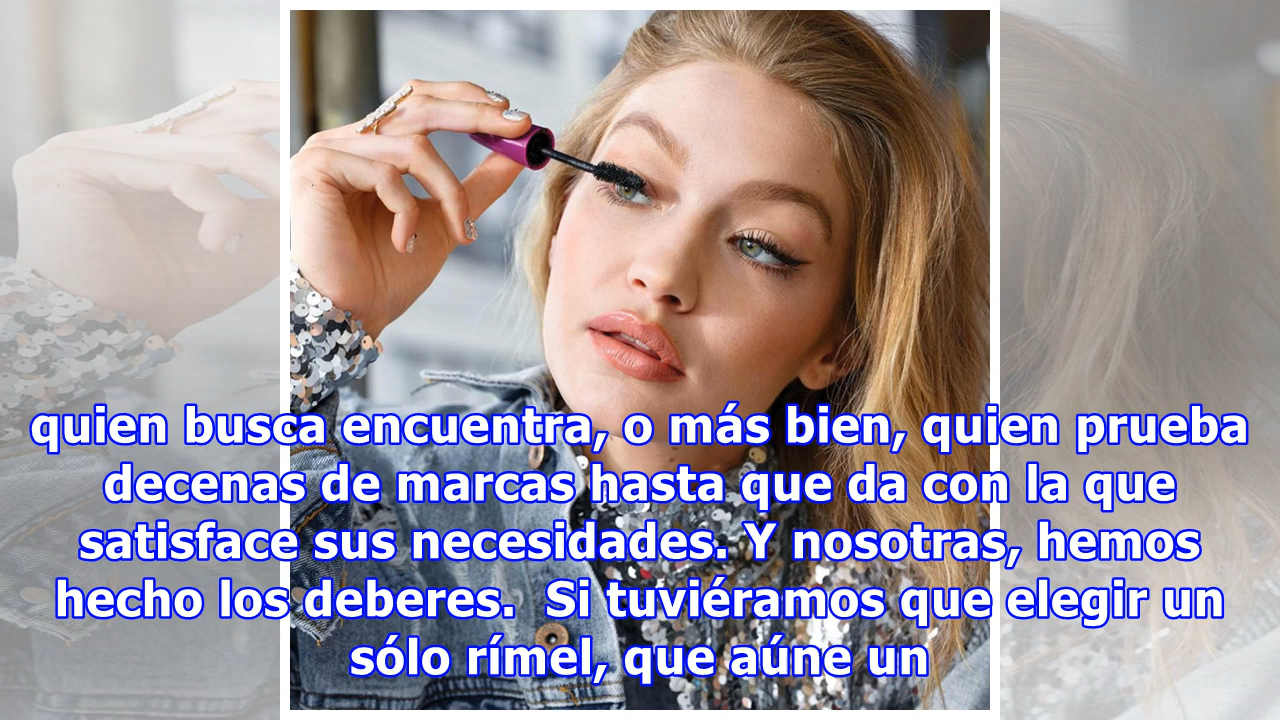 quien busca encuentra, o más bien, quien prueba
decenas de marcas hasta que da con la que
satisface sus necesidades. Y nosotras, hemos
hecho los deberes.  Si tuviéramos que elegir un
sólo rímel, que aúne un